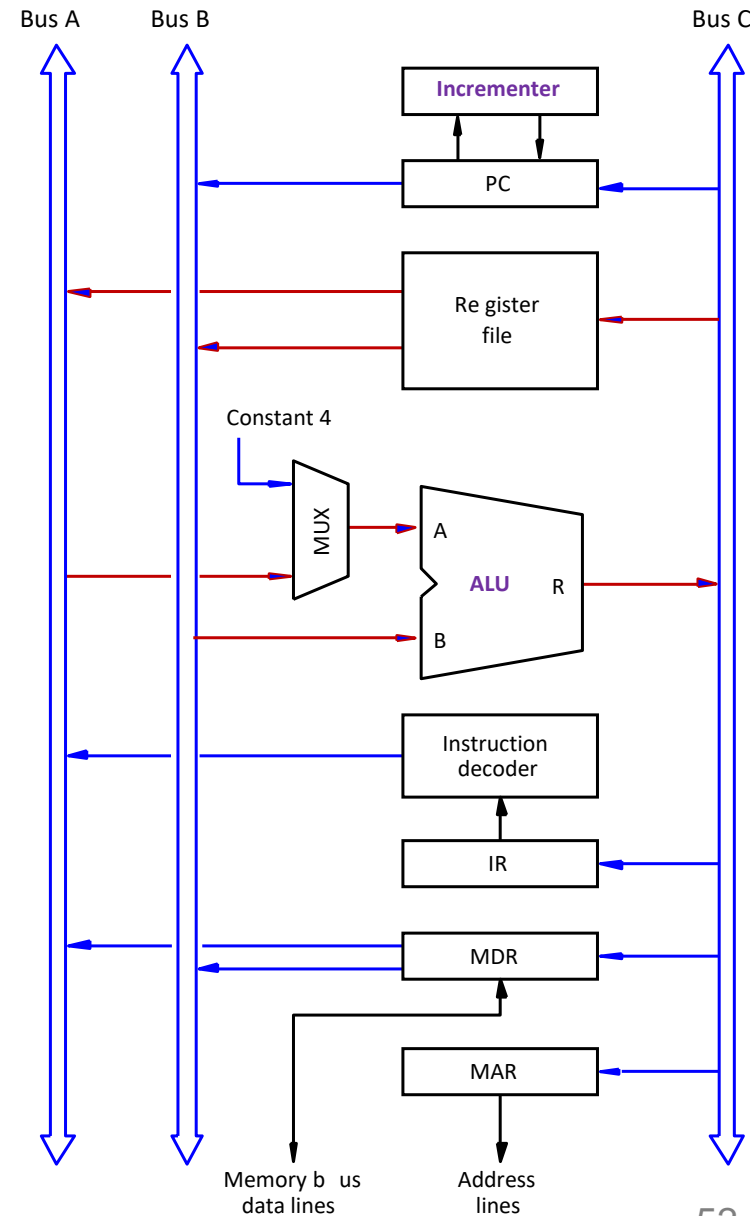 Bus A
Bus B
Bus C
Incrementer
PC
Re gister
file
Constant 4
MUX
A
ALU
R
B
Instruction
decoder
IR
MDR
MAR
Memory b us
data lines
Address
lines